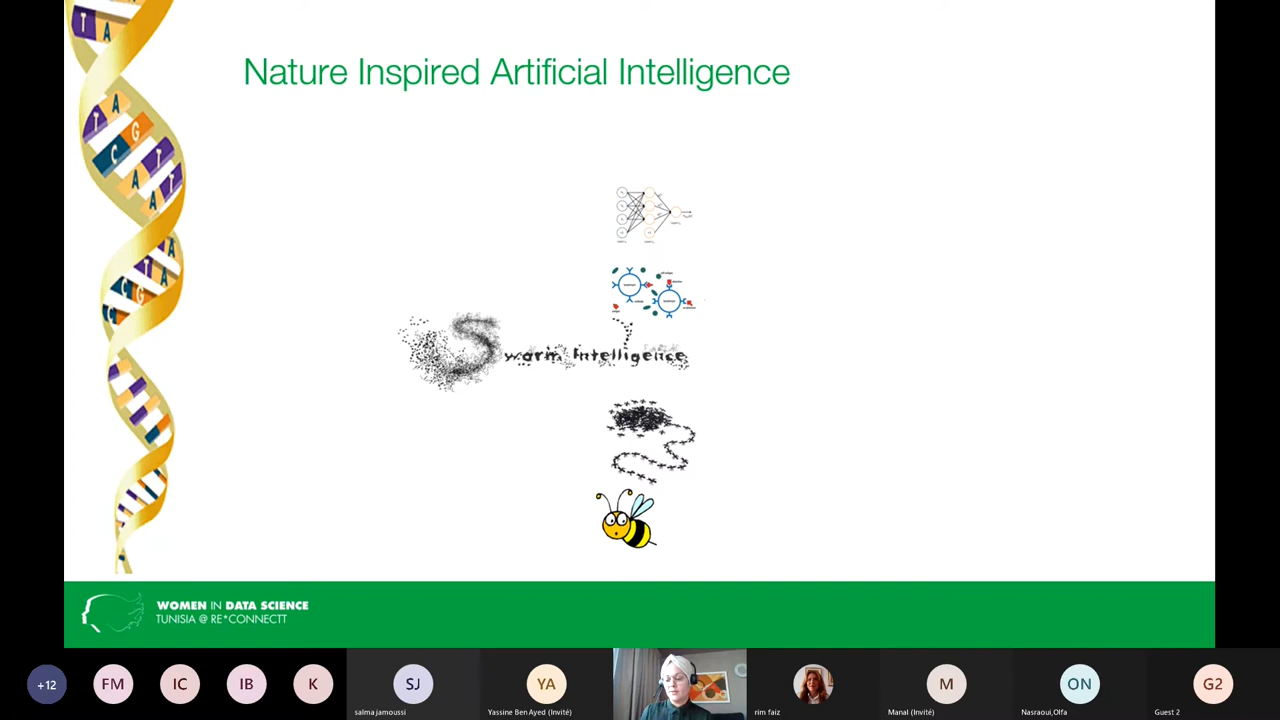 Nature Inspired Artificial Intelligence
T
A
A
T
G
C
T
A
T
A
A
Swarm Intelligence
WOMEN IN DATA SCIENCE
TUNISIA @ RE*CONNECTT
+12
FM
IC
IB
K
SJ
YA
M
ON
G2
salma jamoussi
Yassine Ben Ayed (Invité)
rim faiz
Manal (Invité)
Nasraoui,Olfa
Guest 2